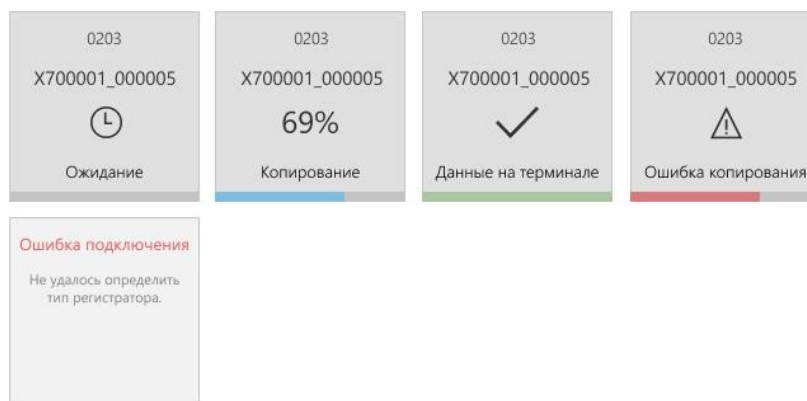 0203
X700001_000005
Ожидание
0203
X700001_000005
69%
Копирование
0203
X700001_000005
Данные на терминале
0203
X700001_000005
Ошибка копирования
Ошибка подключения
Не удалось определить
тип регистратора.